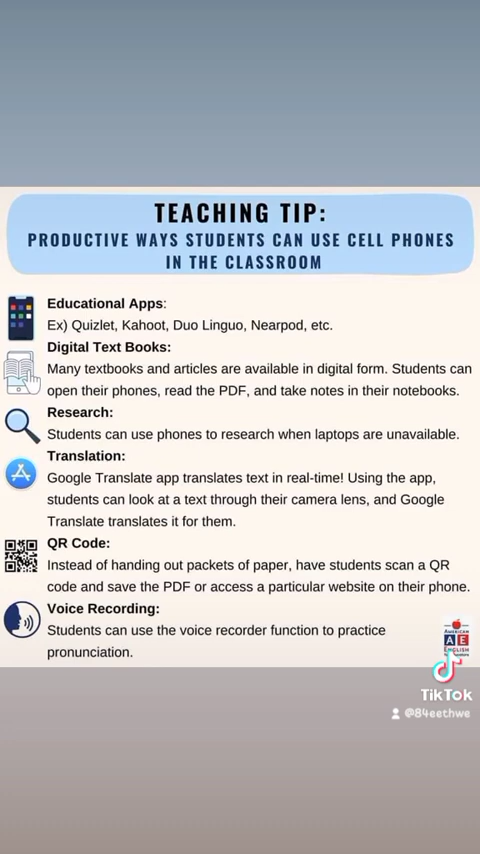 TEACHING TIP:
PRODUCTIVE WAYS STUDENTS CAN USE CELL PHONES
IN THE CLASSROOM
Educational Apps:
Ex) Quizlet, Kahoot, Duo Linguo, Nearpod, etc.
Digital Text Books:
Many textbooks and articles are available in digital form. Students can
open their phones, read the PDF, and take notes in their notebooks.
Research:
Students can use phones to research when laptops are unavailable.
Translation:
Google Translate app translates text in real-time! Using the app,
students can look at a text through their camera lens, and Google
Translate translates it for them.
QR Code:
Instead of handing out packets of paper, have students scan a QR
code and save the PDF or access a particular website on their phone.
Voice Recording:
Students can use the voice recorder function to practice
pronunciation.
AMERICAN
A E
ENGLISH
TikTok
@84eethwe